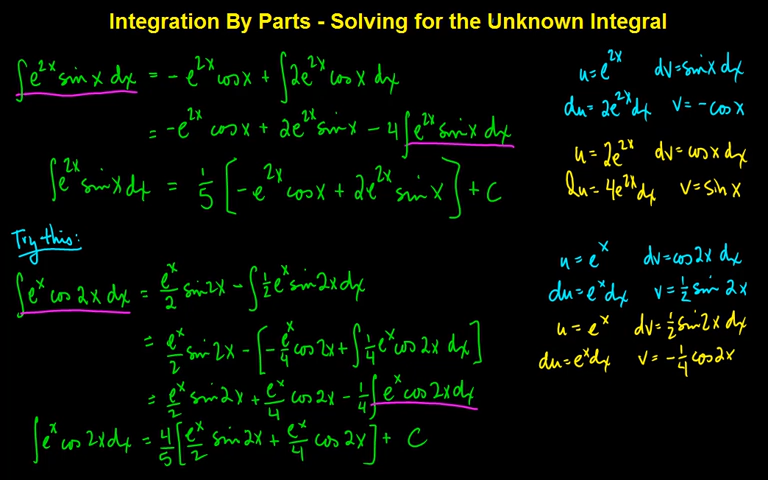 Integration By Parts - Solving for the Unknown Integral
∫e^{2x} sin x dx = -e^{2x} cos x + ∫2e^{2x} cos x dx
= -e^{2x} cos x + 2e^{2x} sin x - 4∫e^{2x} sin x dx
∫e^{2x} sin x dx = 1/5 [-e^{2x} cos x + 2e^{2x} sin x] + C
u = e^{2x} dv = sin x dx
du = 2e^{2x} dx v = -cos x
u = 2e^{2x} dv = cos x dx
du = 4e^{2x} dx v = sin x
Try this:
∫e^x cos 2x dx = e^x/2 sin 2x - ∫1/2 e^x sin 2x dx
= e^x/2 sin 2x - [-e^x/4 cos 2x + ∫1/4 e^x cos 2x dx]
= e^x/2 sin 2x + e^x/4 cos 2x - 1/4 ∫e^x cos 2x dx
∫e^x cos 2x dx = 4/5 [e^x/2 sin 2x + e^x/4 cos 2x] + C
u = e^x dv = cos 2x dx
du = e^x dx v = 1/2 sin 2x
u = e^x dv = 1/2 sin 2x dx
du = e^x dx v = -1/4 cos 2x